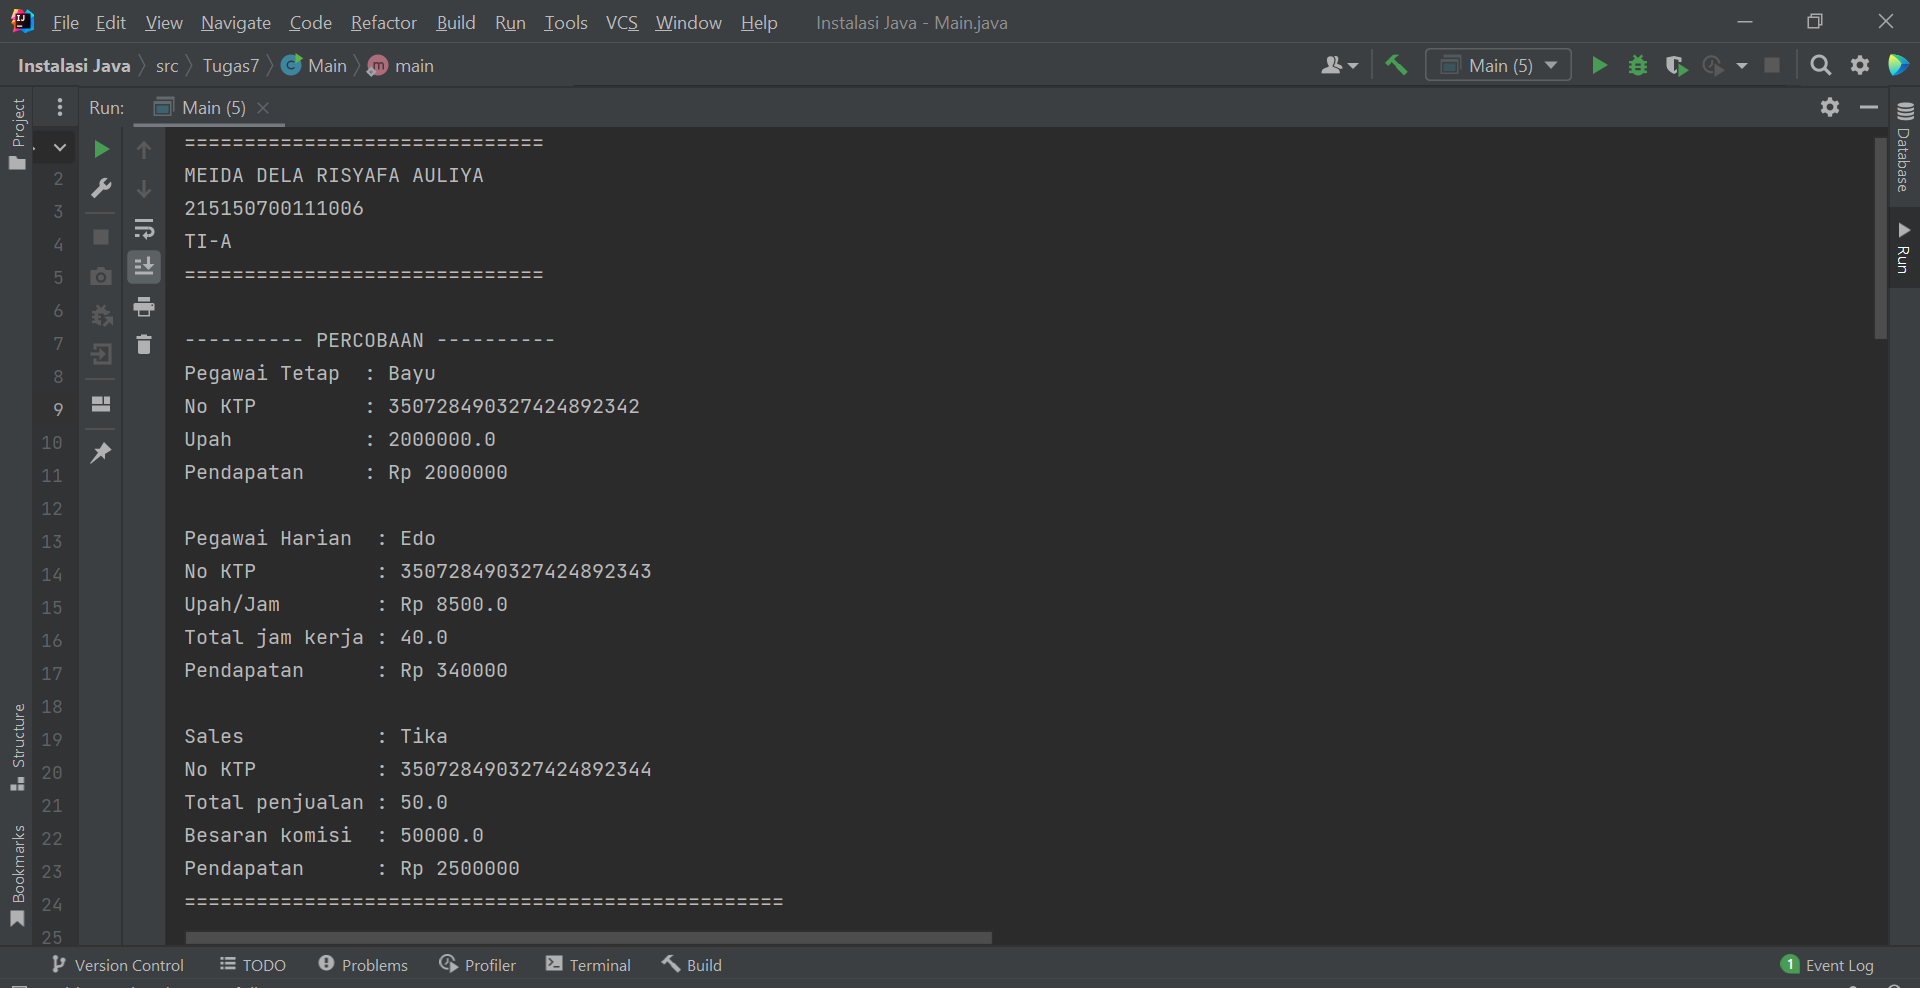 File Edit View Navigate Code Refactor Build Run Tools VCS Window Help Instalasi Java - Main.java
Instalasi Java src Tugas7 Main main Main (5)
Project
Run: Main (5)
==============================
MEIDA DELA RISYAFA AULIYA
215150700111006
TI-A
==============================
---------- PERCOBAAN ----------
Pegawai Tetap  : Bayu
No KTP         : 350728490327424892342
Upah           : 2000000.0
Pendapatan     : Rp 2000000
Pegawai Harian  : Edo
No KTP          : 350728490327424892343
Upah/Jam        : Rp 8500.0
Total jam kerja : 40.0
Pendapatan      : Rp 340000
Sales           : Tika
No KTP          : 350728490327424892344
Total penjualan : 50.0
Besaran komisi  : 50000.0
Pendapatan      : Rp 2500000
==================================================
2
3
4
5
6
7
8
9
10
11
12
13
14
15
16
17
18
19
20
21
22
23
24
25
Structure
Bookmarks
Database
Run
Version Control TODO Problems Profiler Terminal Build 1 Event Log